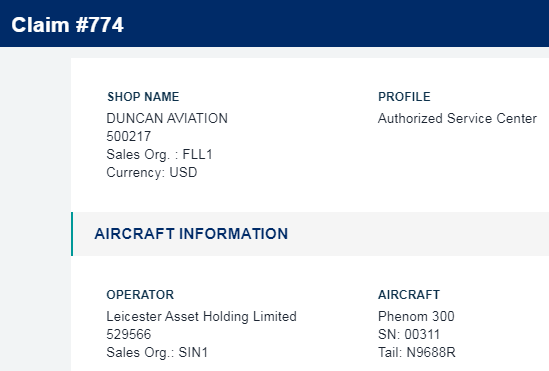 Claim #774
SHOP NAME
DUNCAN AVIATION
500217
Sales Org. : FLL1
Currency: USD
PROFILE
Authorized Service Center
AIRCRAFT INFORMATION
OPERATOR
Leicester Asset Holding Limited
529566
Sales Org.: SIN1
AIRCRAFT
Phenom 300
SN: 00311
Tail: N9688R